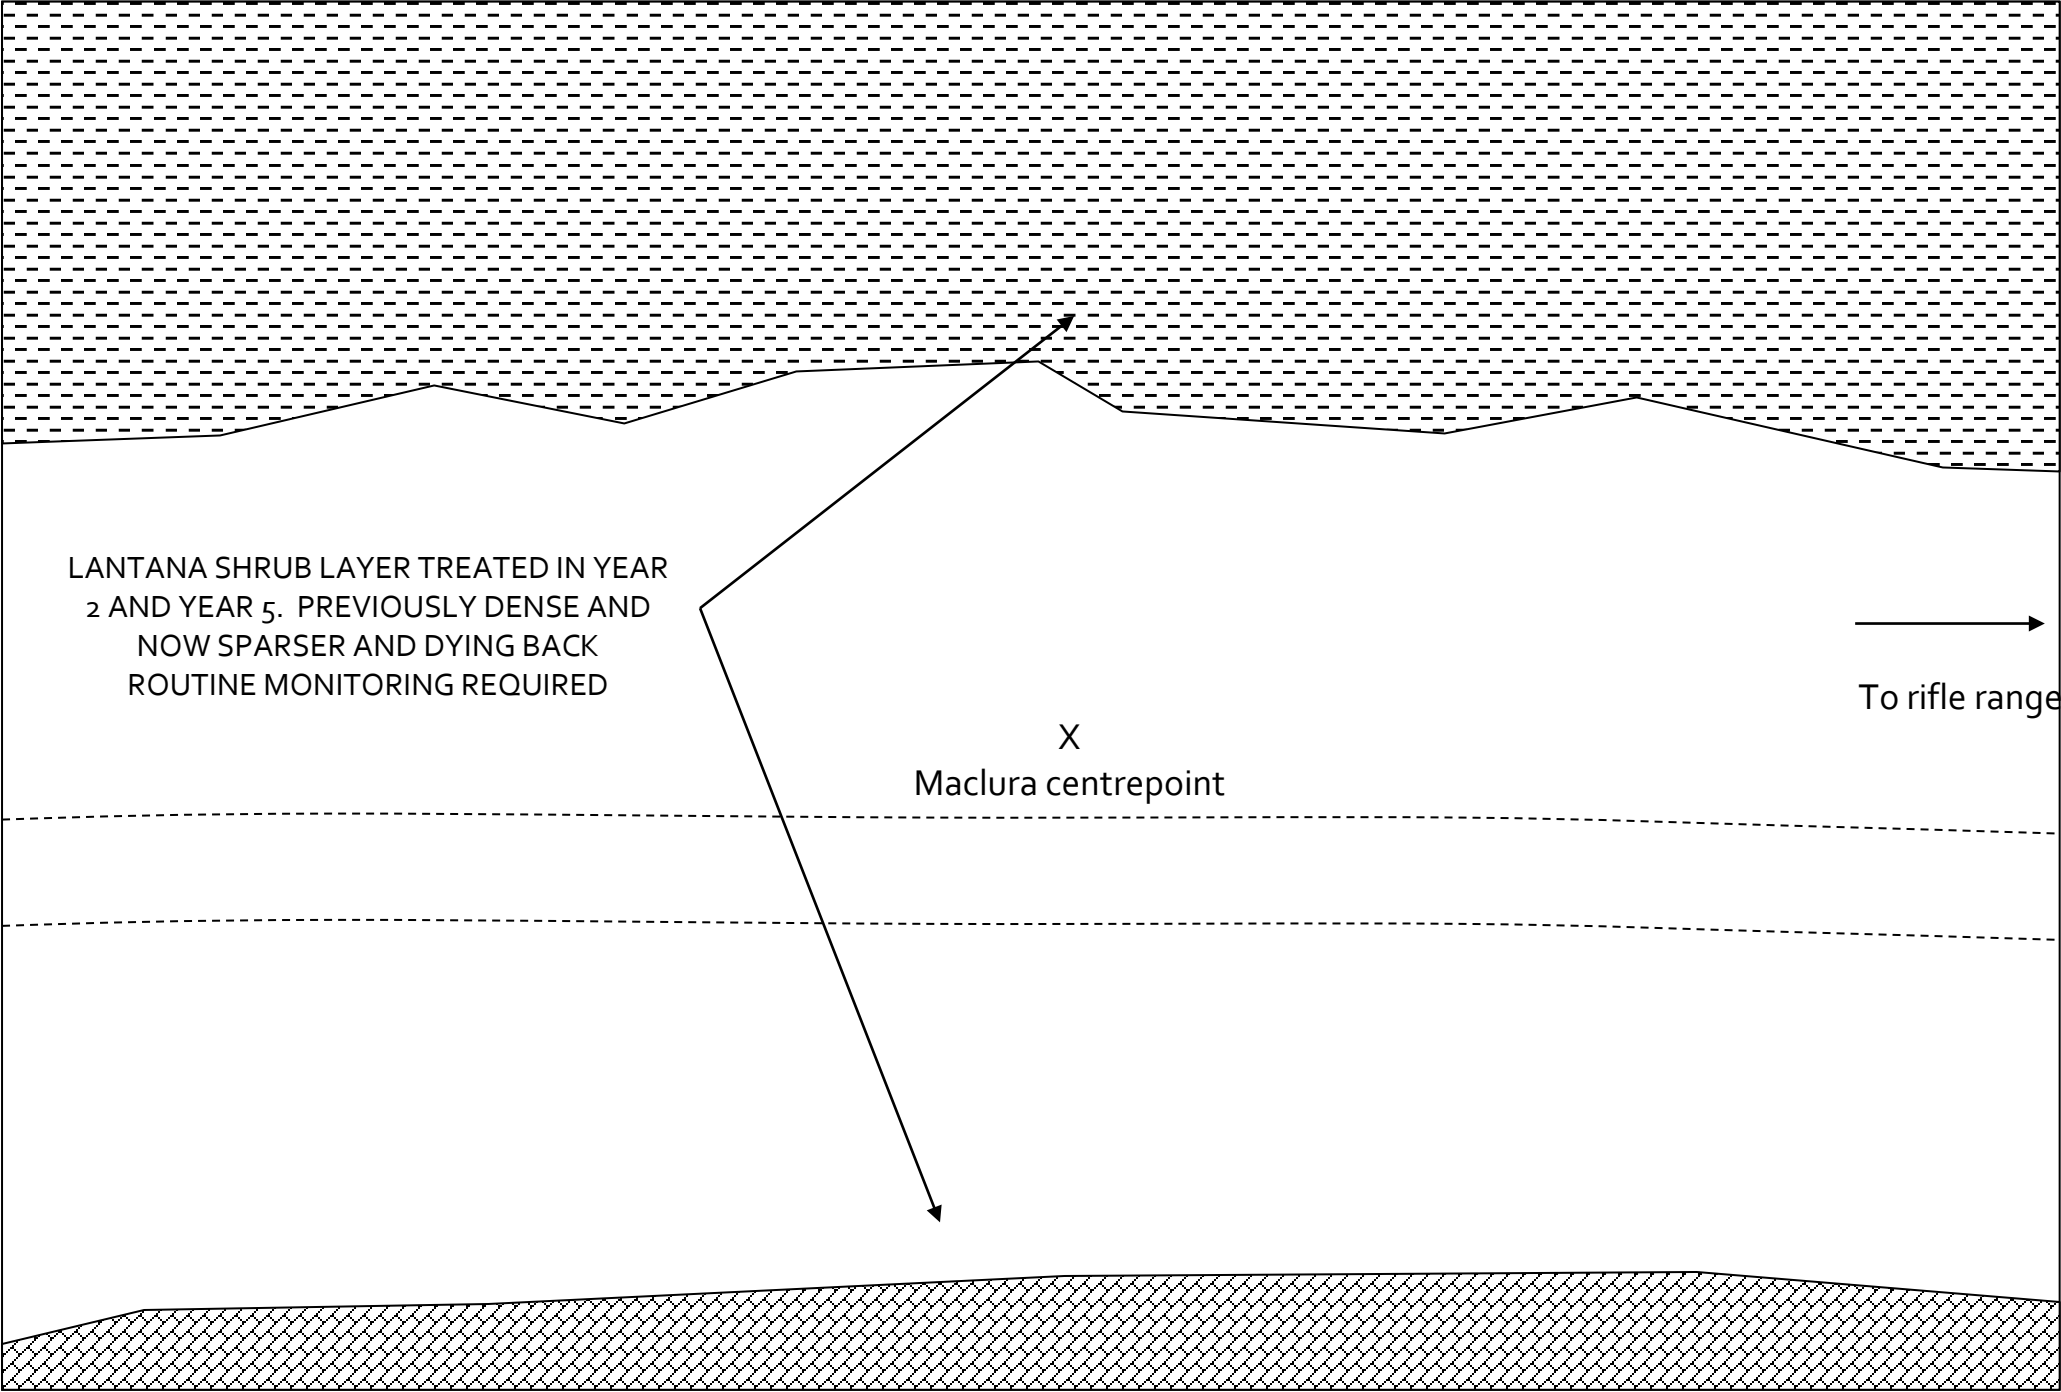 LANTANA SHRUB LAYER TREATED IN YEAR
2 AND YEAR 5.  PREVIOUSLY DENSE AND
NOW SPARSER AND DYING BACK
ROUTINE MONITORING REQUIRED
To rifle range
X
Maclura centrepoint